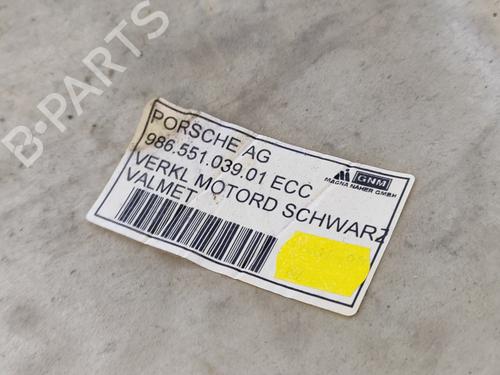 B-PARTS
PORSCHE AG
986.551.039.01 ECC
VERKL MOTORD SCHWARZ
VALMET
GNM
MAGNA NAHER GMBH